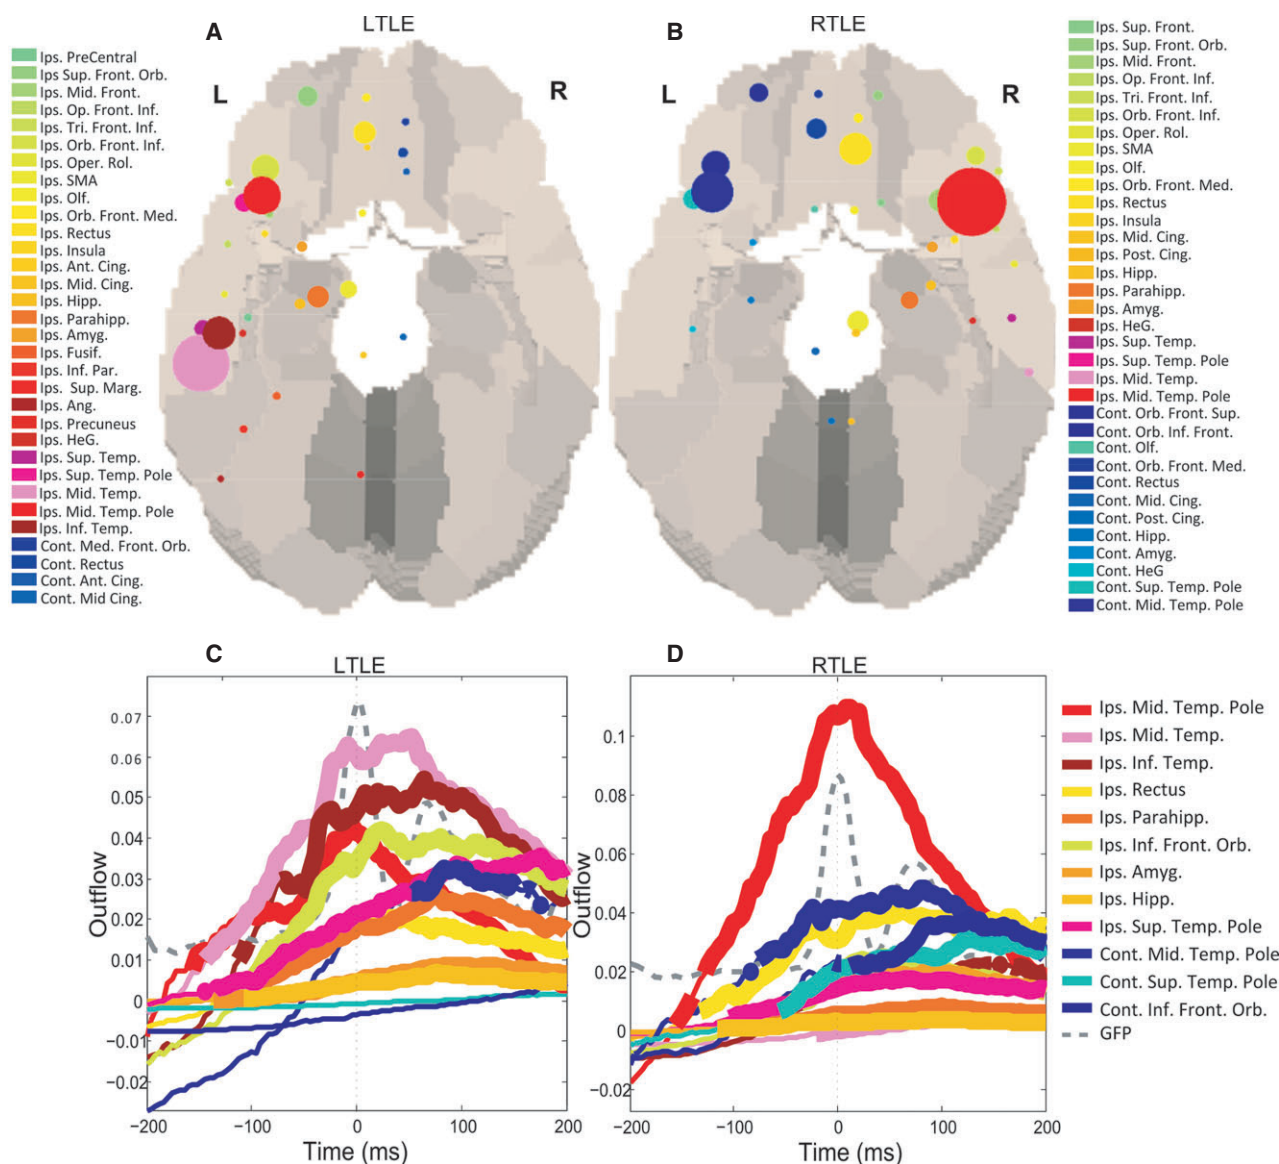 A
LTLE
B
RTLE
L
R
L
R
Ips. PreCentral
Ips Sup. Front. Orb.
Ips. Mid. Front.
Ips. Op. Front. Inf.
Ips. Tri. Front. Inf.
Ips. Orb. Front. Inf.
Ips. Oper. Rol.
Ips. SMA
Ips. Olf.
Ips. Orb. Front. Med.
Ips. Rectus
Ips. Insula
Ips. Ant. Cing.
Ips. Mid. Cing.
Ips. Hipp.
Ips. Parahipp.
Ips. Amyg.
Ips. Fusif.
Ips. Inf. Par.
Ips. Sup. Marg.
Ips. Ang.
Ips. Precuneus
Ips. HeG.
Ips. Sup. Temp.
Ips. Sup. Temp. Pole
Ips. Mid. Temp.
Ips. Mid. Temp. Pole
Ips. Inf. Temp.
Cont. Med. Front. Orb.
Cont. Rectus
Cont. Ant. Cing.
Cont. Mid Cing.
Ips. Sup. Front.
Ips. Sup. Front Orb.
Ips. Mid. Front.
Ips. Op. Front. Inf.
Ips. Tri. Front. Inf.
Ips. Orb. Front Inf.
Ips. Oper. Rol.
Ips. SMA
Ips. Olf.
Ips. Orb. Front Med.
Ips. Rectus
Ips. Insula
Ips. Mid. Cing.
Ips. Post. Cing.
Ips. Hipp.
Ips. Parahipp.
Ips. Amyg.
Ips. HeG.
Ips. Sup. Temp.
Ips. Sup. Temp. Pole
Ips. Mid. Temp.
Ips. Mid. Temp. Pole
Cont. Orb. Front. Sup.
Cont. Orb. Inf. Front.
Cont. Olf.
Cont. Orb. Front. Med.
Cont. Rectus
Cont. Mid. Cing.
Cont. Post. Cing.
Cont. Hipp.
Cont. Amyg.
Cont. HeG
Cont. Sup. Temp. Pole
Cont. Mid. Temp. Pole
C
LTLE
0.07
0.06
0.05
0.04
0.03
0.02
0.01
0
−0.01
−0.02
Outflow
−200
−100
0
100
200
Time (ms)
D
RTLE
0.1
0.08
0.06
0.04
0.02
0
−0.02
Outflow
−200
−100
0
100
200
Time (ms)
Ips. Mid. Temp. Pole
Ips. Mid. Temp.
Ips. Inf. Temp.
Ips. Rectus
Ips. Parahipp.
Ips. Inf. Front. Orb.
Ips. Amyg.
Ips. Hipp.
Ips. Sup. Temp. Pole
Cont. Mid. Temp. Pole
Cont. Sup. Temp. Pole
Cont. Inf. Front. Orb.
GFP